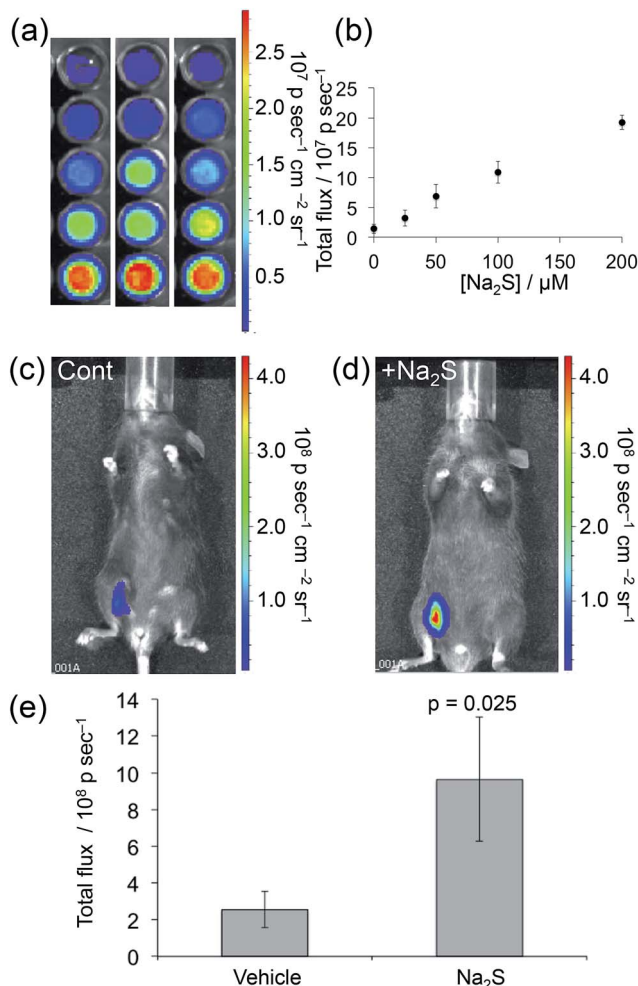 (a)
2.5
2.0
1.5
1.0
0.5
10⁷ p sec⁻¹ cm⁻² sr⁻¹
(b)
Total flux / 10⁷ p sec⁻¹
25
20
15
10
5
0
0 50 100 150 200
[Na₂S] / µM
(c) Cont
4.0
3.0
2.0
1.0
10⁸ p sec⁻¹ cm⁻² sr⁻¹
001A
(d) +Na₂S
4.0
3.0
2.0
1.0
10⁸ p sec⁻¹ cm⁻² sr⁻¹
001A
(e)
Total flux / 10⁸ p sec⁻¹
14
12
10
8
6
4
2
0
p = 0.025
Vehicle Na₂S